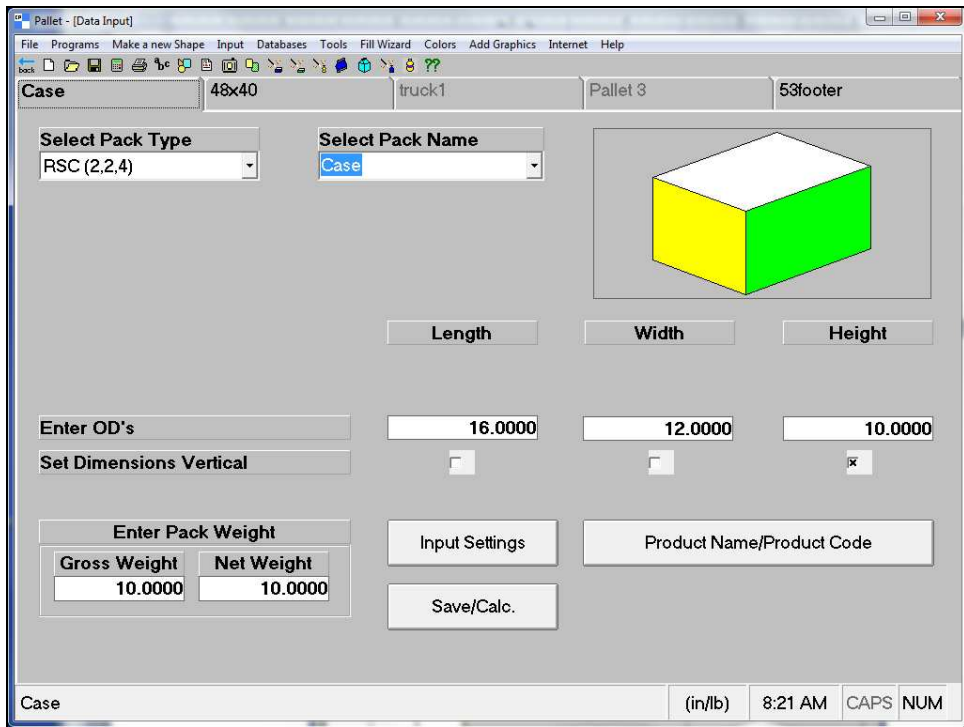 Pallet - [Data Input]
File Programs Make a new Shape Input Databases Tools Fill Wizard Colors Add Graphics Internet Help
back
Case 48x40 truck1 Pallet 3 53footer
Select Pack Type Select Pack Name
RSC (2,2,4) Case
Length Width Height
Enter OD's 16.0000 12.0000 10.0000
Set Dimensions Vertical
Enter Pack Weight
Gross Weight Net Weight
10.0000 10.0000
Input Settings Product Name/Product Code
Save/Calc.
Case (in/lb) 8:21 AM CAPS NUM